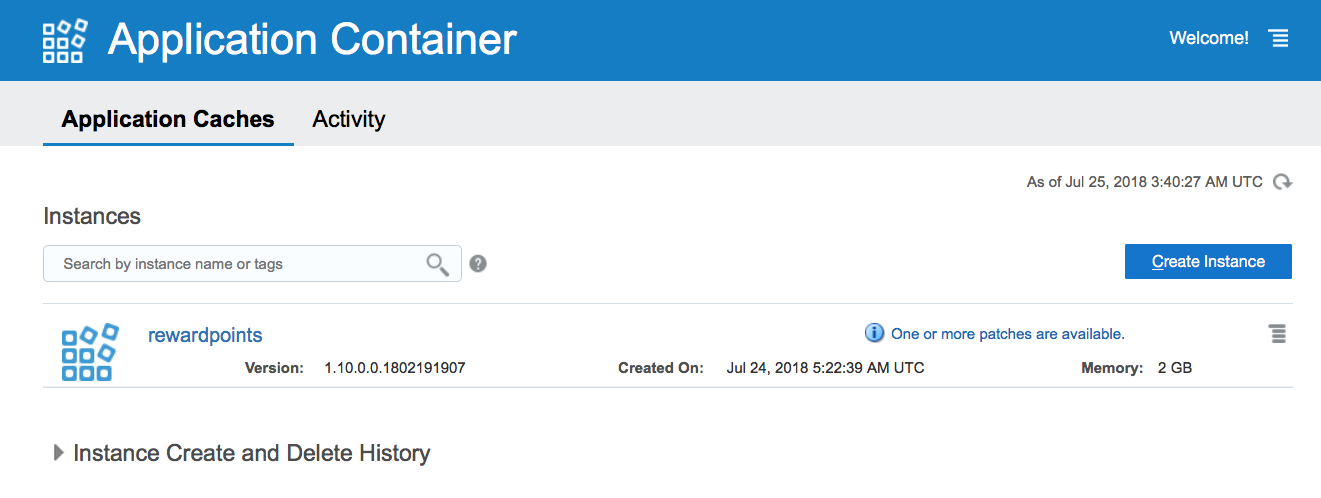 Application Container
Welcome!
Application Caches Activity
As of Jul 25, 2018 3:40:27 AM UTC
Instances
Search by instance name or tags
?
Create Instance
rewardpoints
i One or more patches are available.
Version: 1.10.0.0.1802191907 Created On: Jul 24, 2018 5:22:39 AM UTC Memory: 2 GB
Instance Create and Delete History